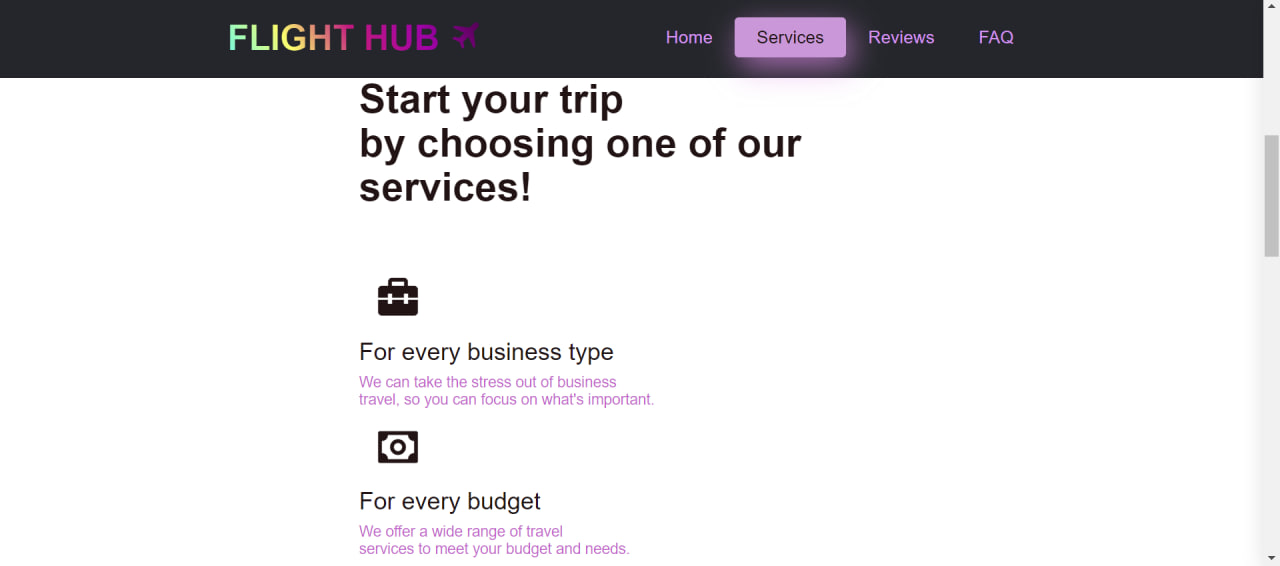 FLIGHT HUB
Home Services Reviews FAQ
Start your trip
by choosing one of our
services!
For every business type
We can take the stress out of business
travel, so you can focus on what's important.
For every budget
We offer a wide range of travel
services to meet your budget and needs.